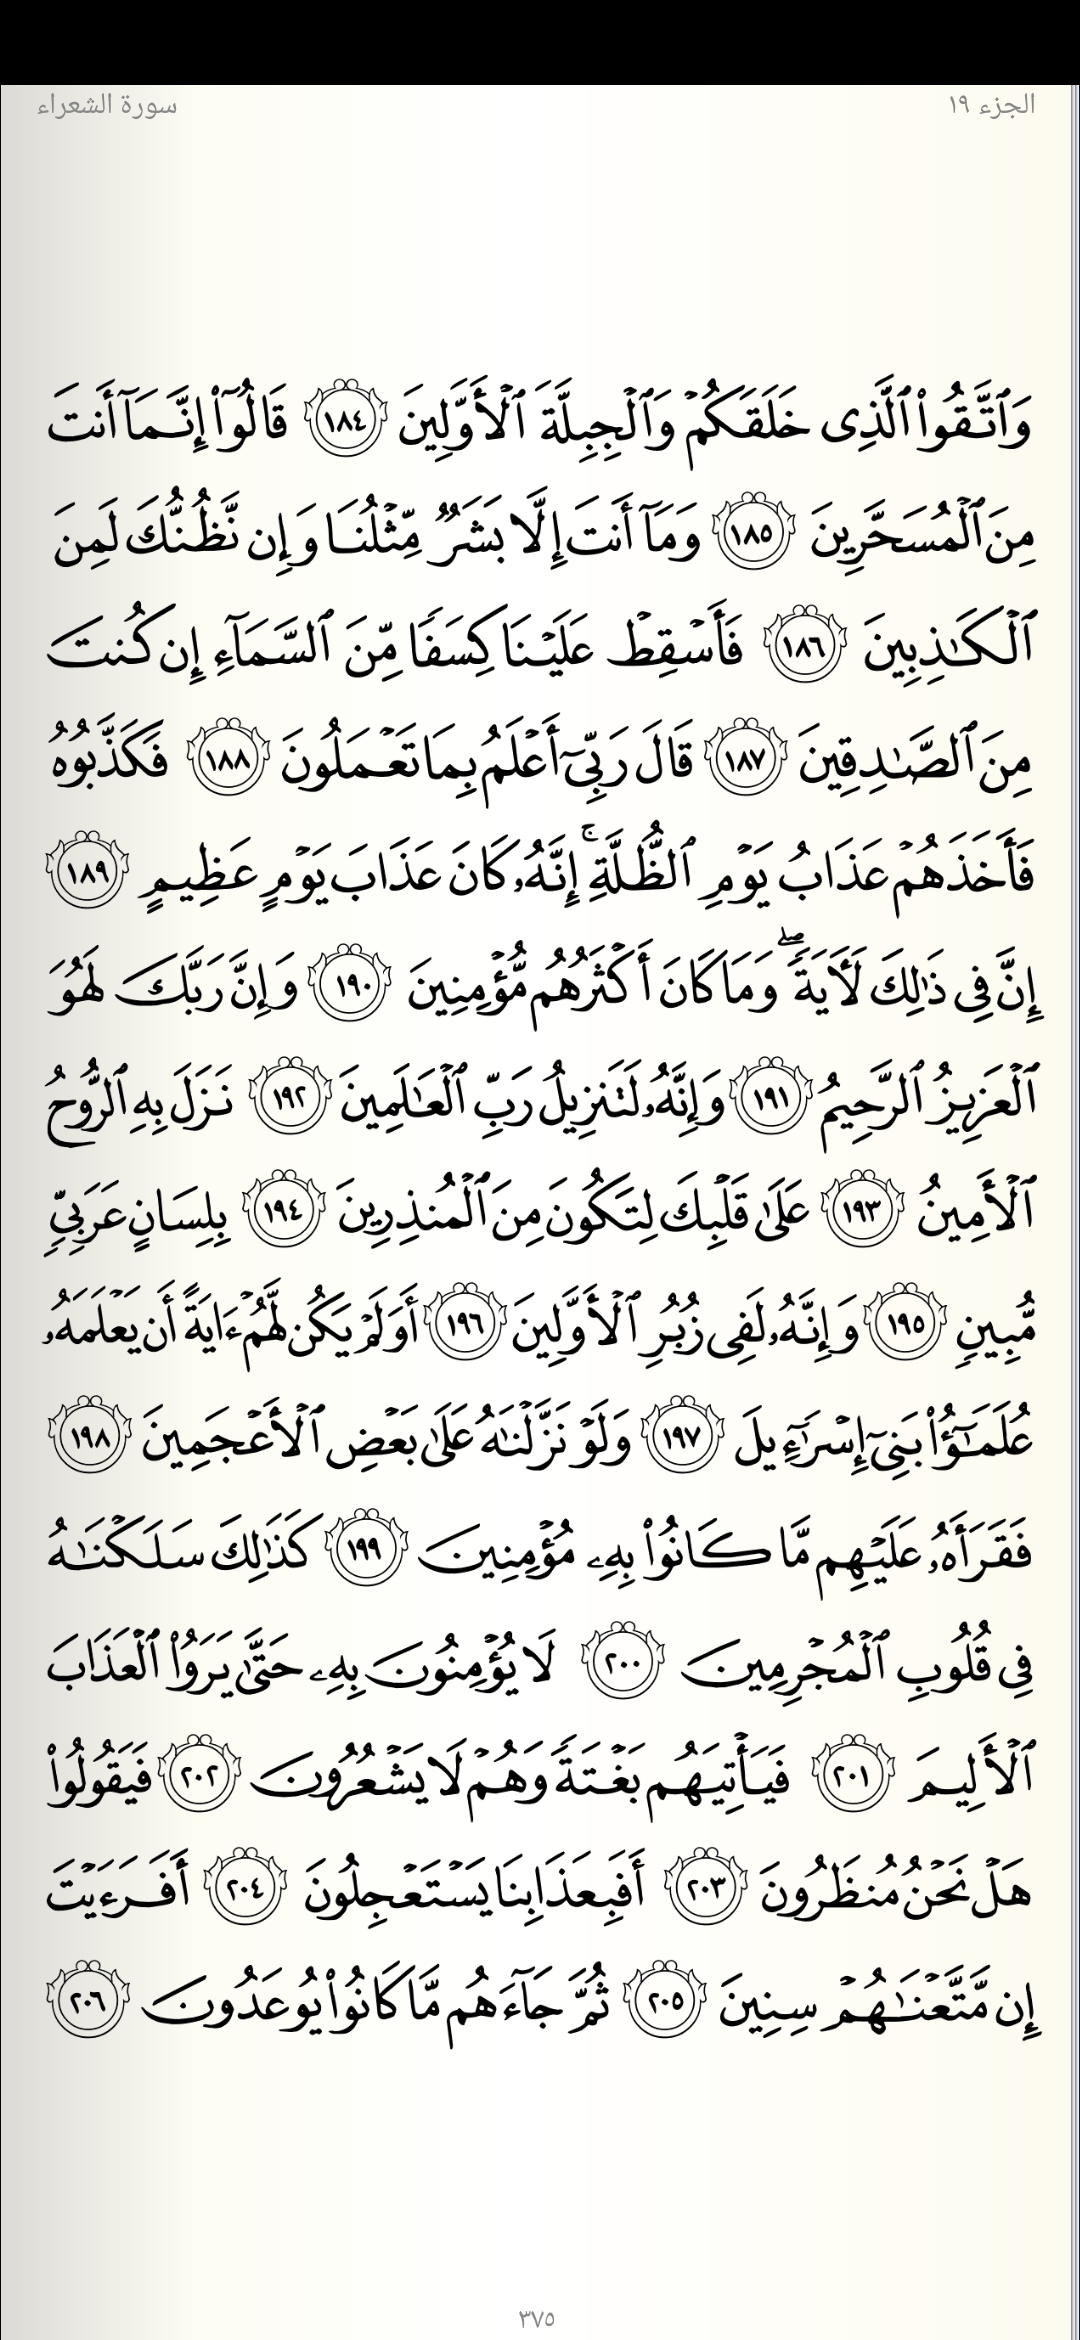 الجزء ١٩
سورة الشعراء
وَٱتَّقُوا۟ ٱلَّذِى خَلَقَكُمْ وَٱلْجِبِلَّةَ ٱلْأَوَّلِينَ ١٨٤ قَالُوٓا۟ إِنَّمَآ أَنتَ
مِنَ ٱلْمُسَحَّرِينَ ١٨٥ وَمَآ أَنتَ إِلَّا بَشَرٌ مِّثْلُنَا وَإِن نَّظُنُّكَ لَمِنَ
ٱلْكَـٰذِبِينَ ١٨٦ فَأَسْقِطْ عَلَيْنَا كِسَفًا مِّنَ ٱلسَّمَآءِ إِن كُنتَ
مِنَ ٱلصَّـٰدِقِينَ ١٨٧ قَالَ رَبِّىٓ أَعْلَمُ بِمَا تَعْمَلُونَ ١٨٨ فَكَذَّبُوهُ
فَأَخَذَهُمْ عَذَابُ يَوْمِ ٱلظُّلَّةِ ۚ إِنَّهُۥ كَانَ عَذَابَ يَوْمٍ عَظِيمٍ ١٨٩
إِنَّ فِى ذَٰلِكَ لَـَٔايَةً ۖ وَمَا كَانَ أَكْثَرُهُم مُّؤْمِنِينَ ١٩٠ وَإِنَّ رَبَّكَ لَهُوَ
ٱلْعَزِيزُ ٱلرَّحِيمُ ١٩١ وَإِنَّهُۥ لَتَنزِيلُ رَبِّ ٱلْعَـٰلَمِينَ ١٩٢ نَزَلَ بِهِ ٱلرُّوحُ
ٱلْأَمِينُ ١٩٣ عَلَىٰ قَلْبِكَ لِتَكُونَ مِنَ ٱلْمُنذِرِينَ ١٩٤ بِلِسَانٍ عَرَبِىٍّ
مُّبِينٍ ١٩٥ وَإِنَّهُۥ لَفِى زُبُرِ ٱلْأَوَّلِينَ ١٩٦ أَوَلَمْ يَكُن لَّهُمْ ءَايَةً أَن يَعْلَمَهُۥ
عُلَمَـٰٓؤُا۟ بَنِىٓ إِسْرَٰٓءِيلَ ١٩٧ وَلَوْ نَزَّلْنَـٰهُ عَلَىٰ بَعْضِ ٱلْأَعْجَمِينَ ١٩٨
فَقَرَأَهُۥ عَلَيْهِم مَّا كَانُوا۟ بِهِۦ مُؤْمِنِينَ ١٩٩ كَذَٰلِكَ سَلَكْنَـٰهُ
فِى قُلُوبِ ٱلْمُجْرِمِينَ ٢٠٠ لَا يُؤْمِنُونَ بِهِۦ حَتَّىٰ يَرَوُا۟ ٱلْعَذَابَ
ٱلْأَلِيمَ ٢٠١ فَيَأْتِيَهُم بَغْتَةً وَهُمْ لَا يَشْعُرُونَ ٢٠٢ فَيَقُولُوا۟
هَلْ نَحْنُ مُنظَرُونَ ٢٠٣ أَفَبِعَذَابِنَا يَسْتَعْجِلُونَ ٢٠٤ أَفَرَءَيْتَ
إِن مَّتَّعْنَـٰهُمْ سِنِينَ ٢٠٥ ثُمَّ جَآءَهُم مَّا كَانُوا۟ يُوعَدُونَ ٢٠٦
٣٧٥